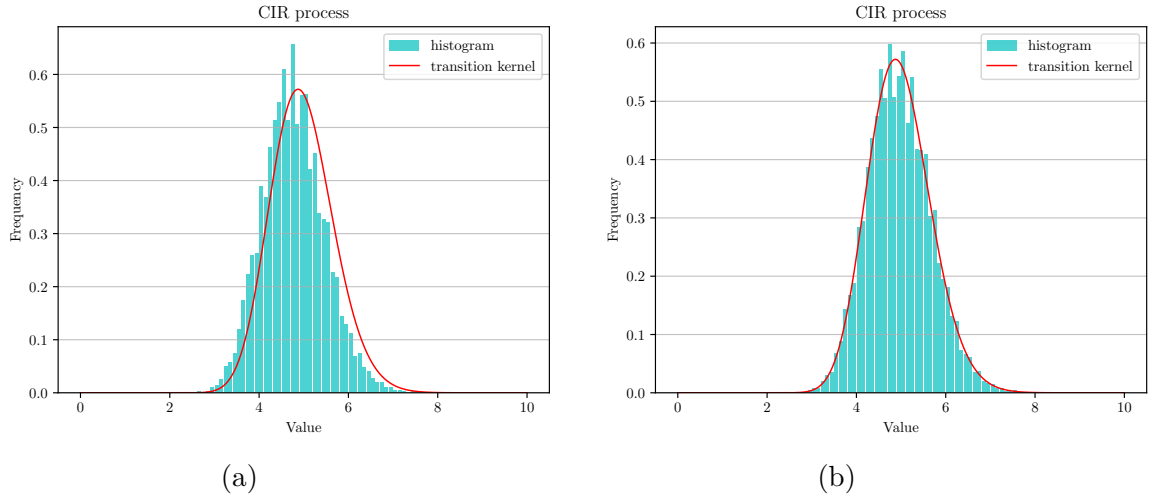 CIR process
histogram
transition kernel
Frequency
0.6
0.5
0.4
0.3
0.2
0.1
0.0
0 2 4 6 8 10
Value
(a)
CIR process
histogram
transition kernel
Frequency
0.6
0.5
0.4
0.3
0.2
0.1
0.0
0 2 4 6 8 10
Value
(b)